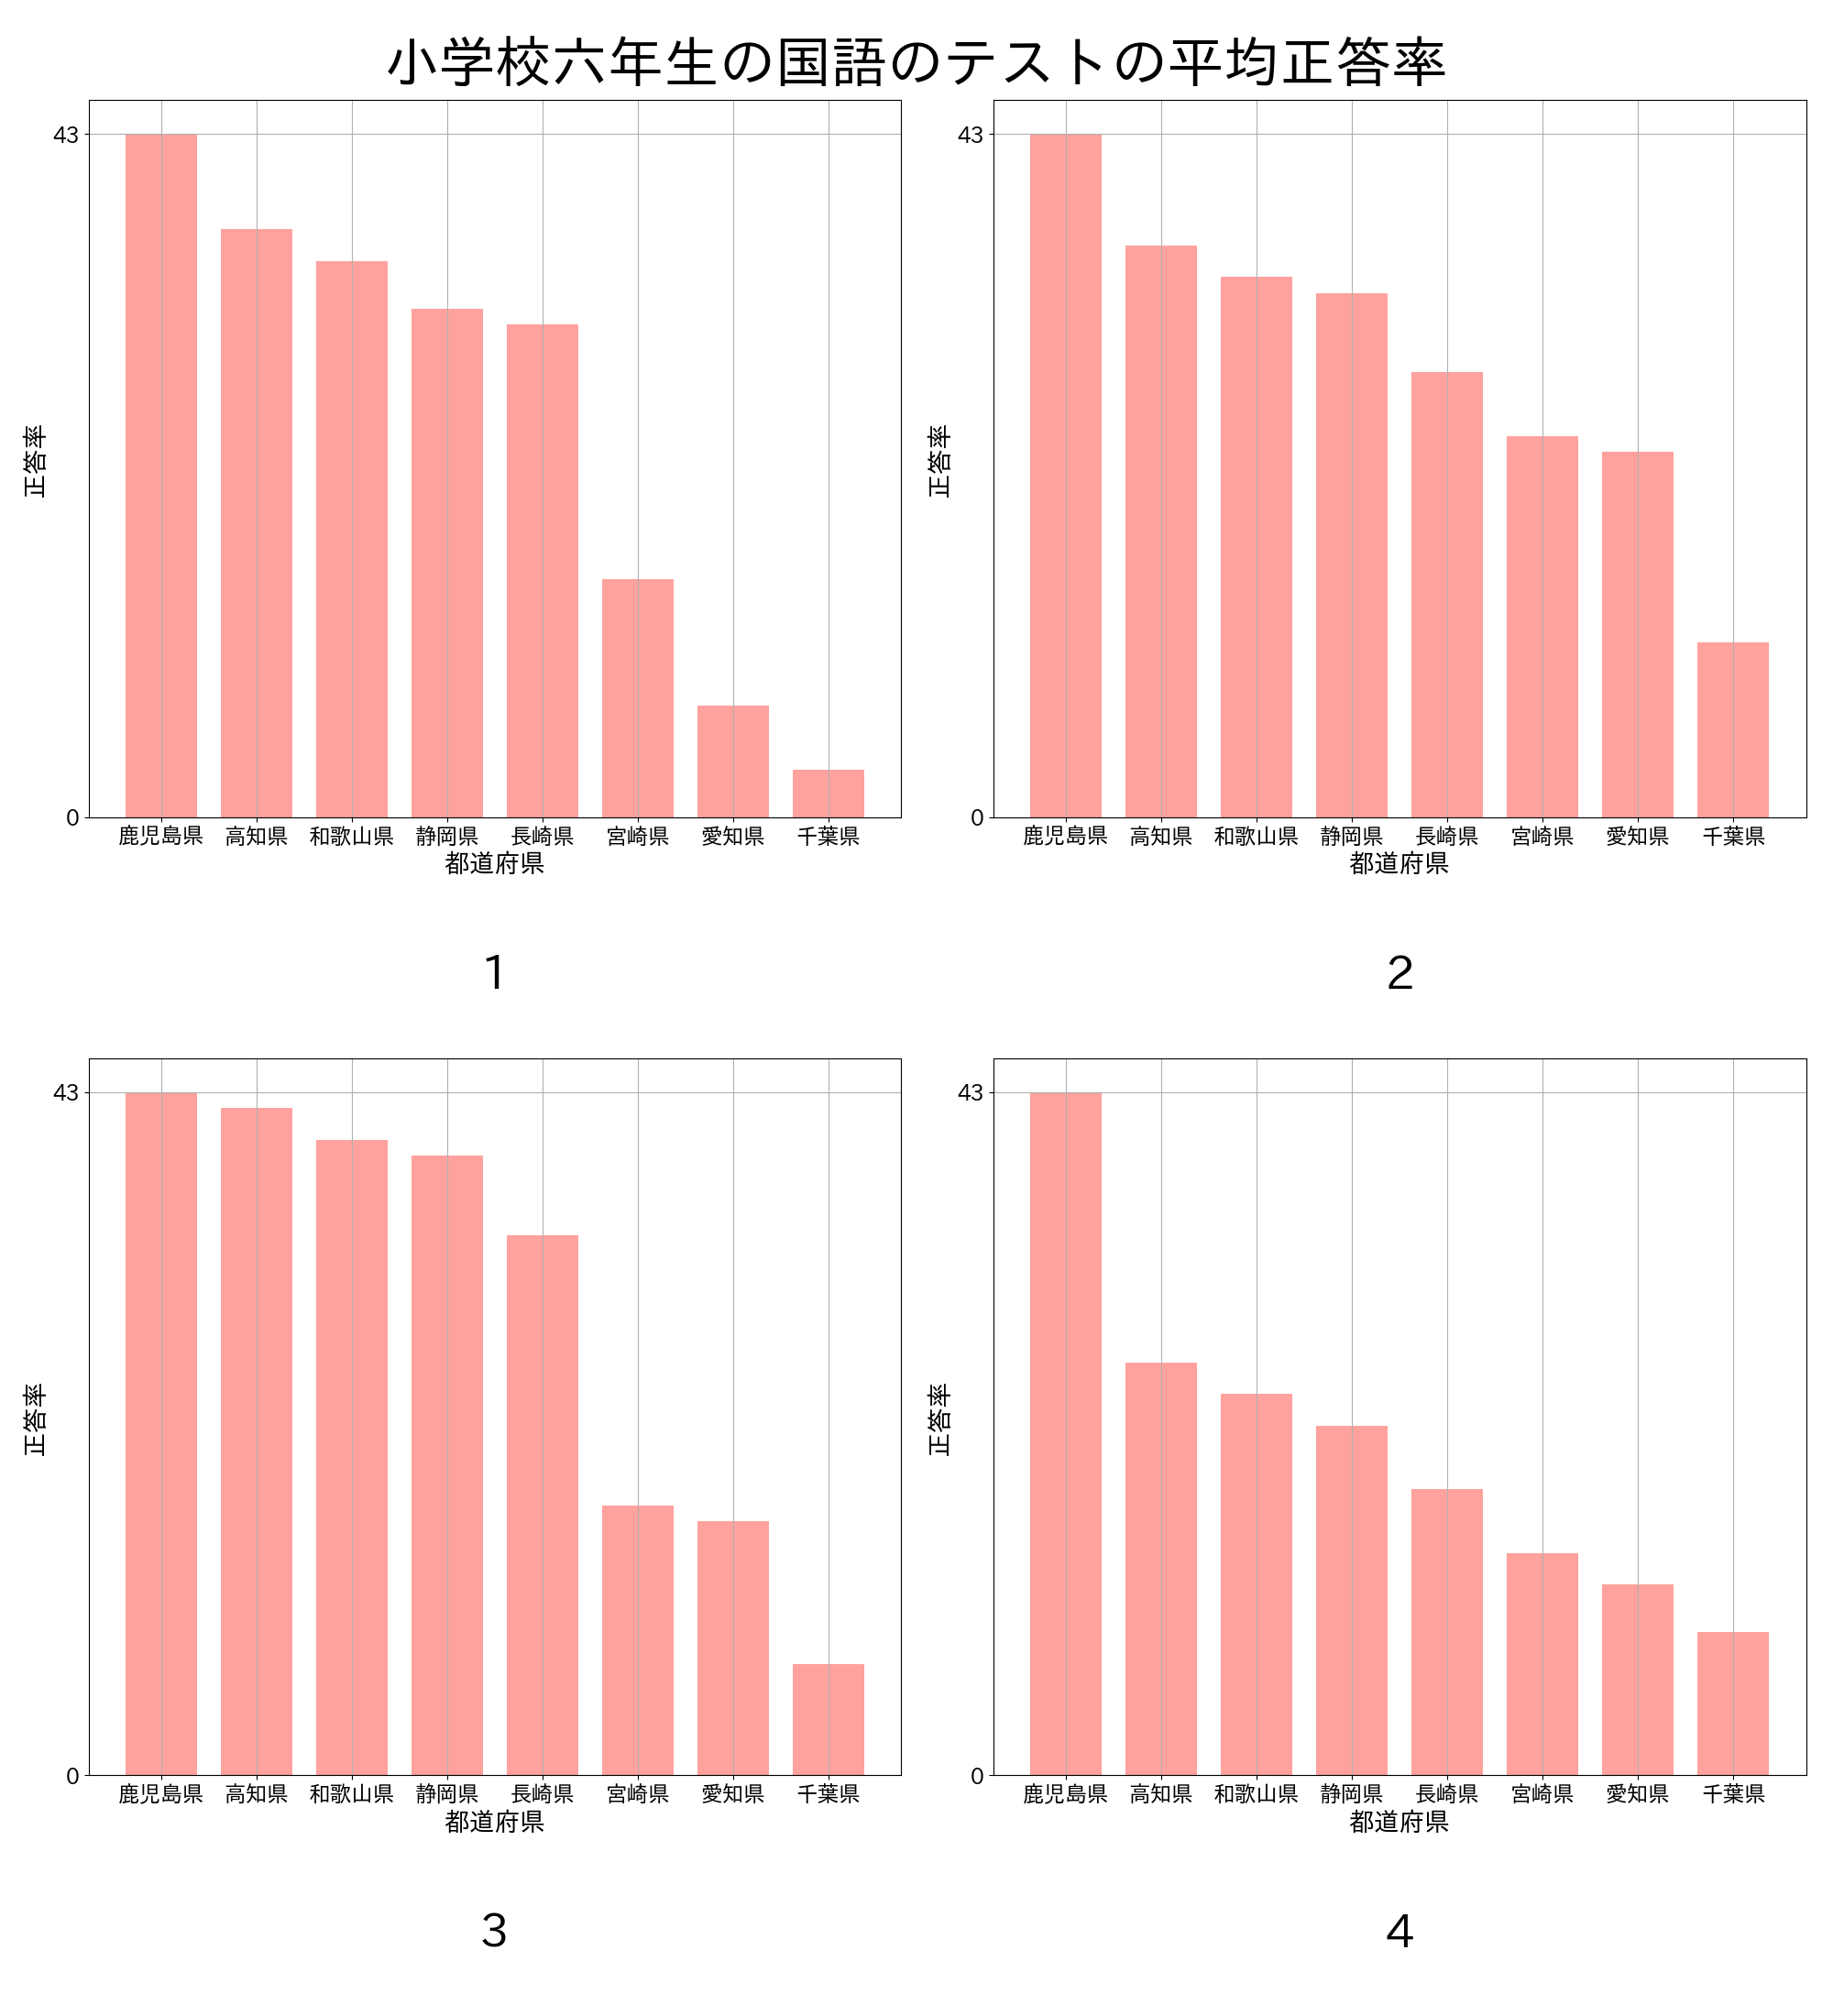 小学校六年生の国語のテストの平均正答率
43
0
正答率
鹿児島県 高知県 和歌山県 静岡県 長崎県 宮崎県 愛知県 千葉県
都道府県
1
43
0
正答率
鹿児島県 高知県 和歌山県 静岡県 長崎県 宮崎県 愛知県 千葉県
都道府県
2
43
0
正答率
鹿児島県 高知県 和歌山県 静岡県 長崎県 宮崎県 愛知県 千葉県
都道府県
3
43
0
正答率
鹿児島県 高知県 和歌山県 静岡県 長崎県 宮崎県 愛知県 千葉県
都道府県
4